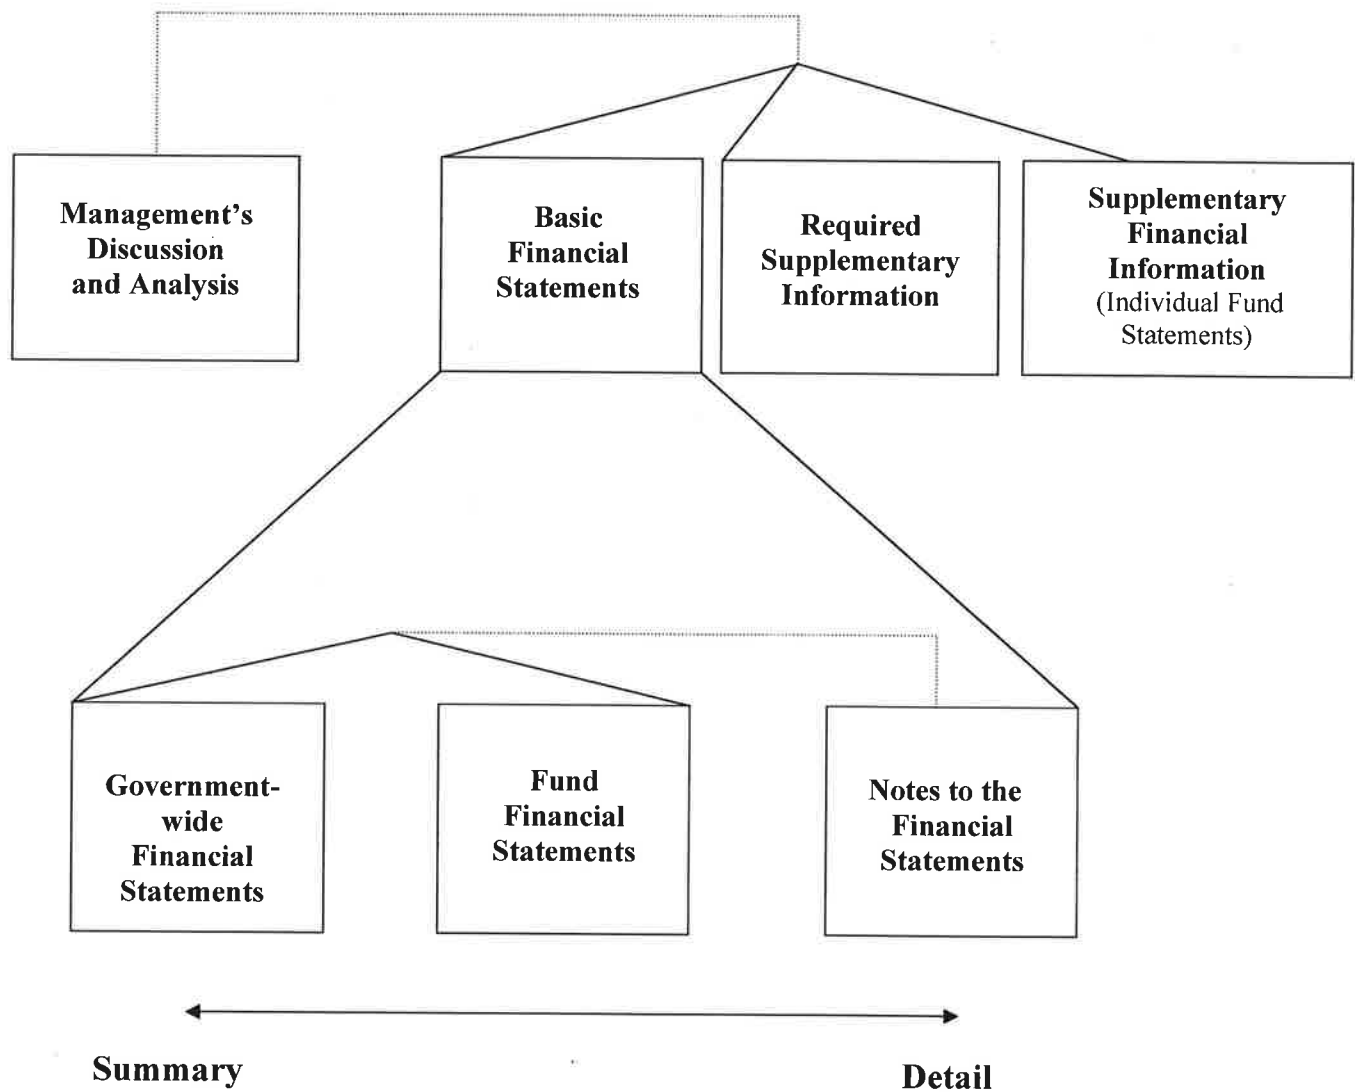 Management’s
Discussion
and Analysis
Basic
Financial
Statements
Required
Supplementary
Information
Supplementary
Financial
Information
(Individual Fund
Statements)
Government-
wide
Financial
Statements
Fund
Financial
Statements
Notes to the
Financial
Statements
Summary
Detail